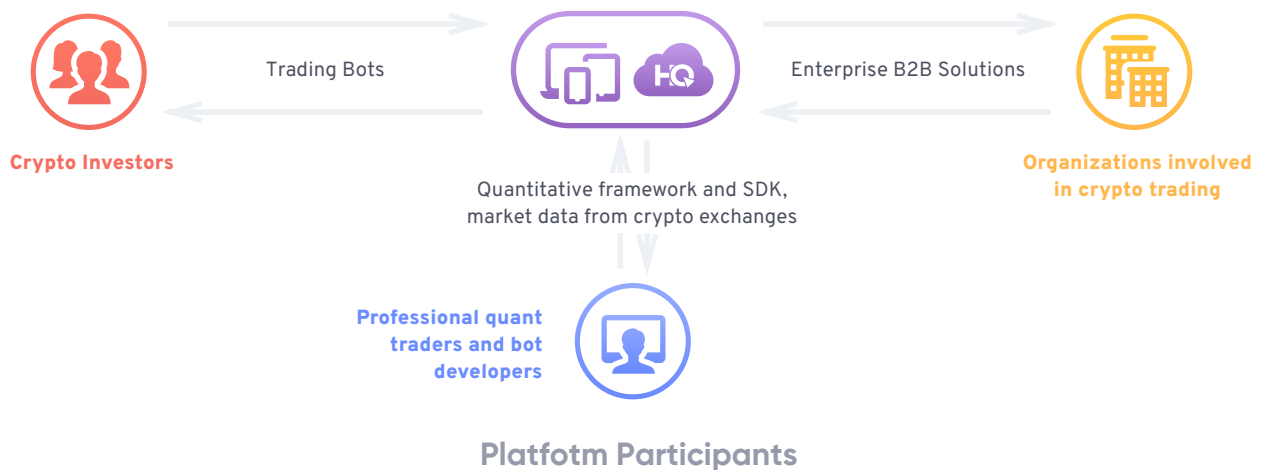 Trading Bots
HQ
Enterprise B2B Solutions
Crypto Investors
Organizations involved
in crypto trading
Quantitative framework and SDK,
market data from crypto exchanges
Professional quant
traders and bot
developers
Platfotm Participants